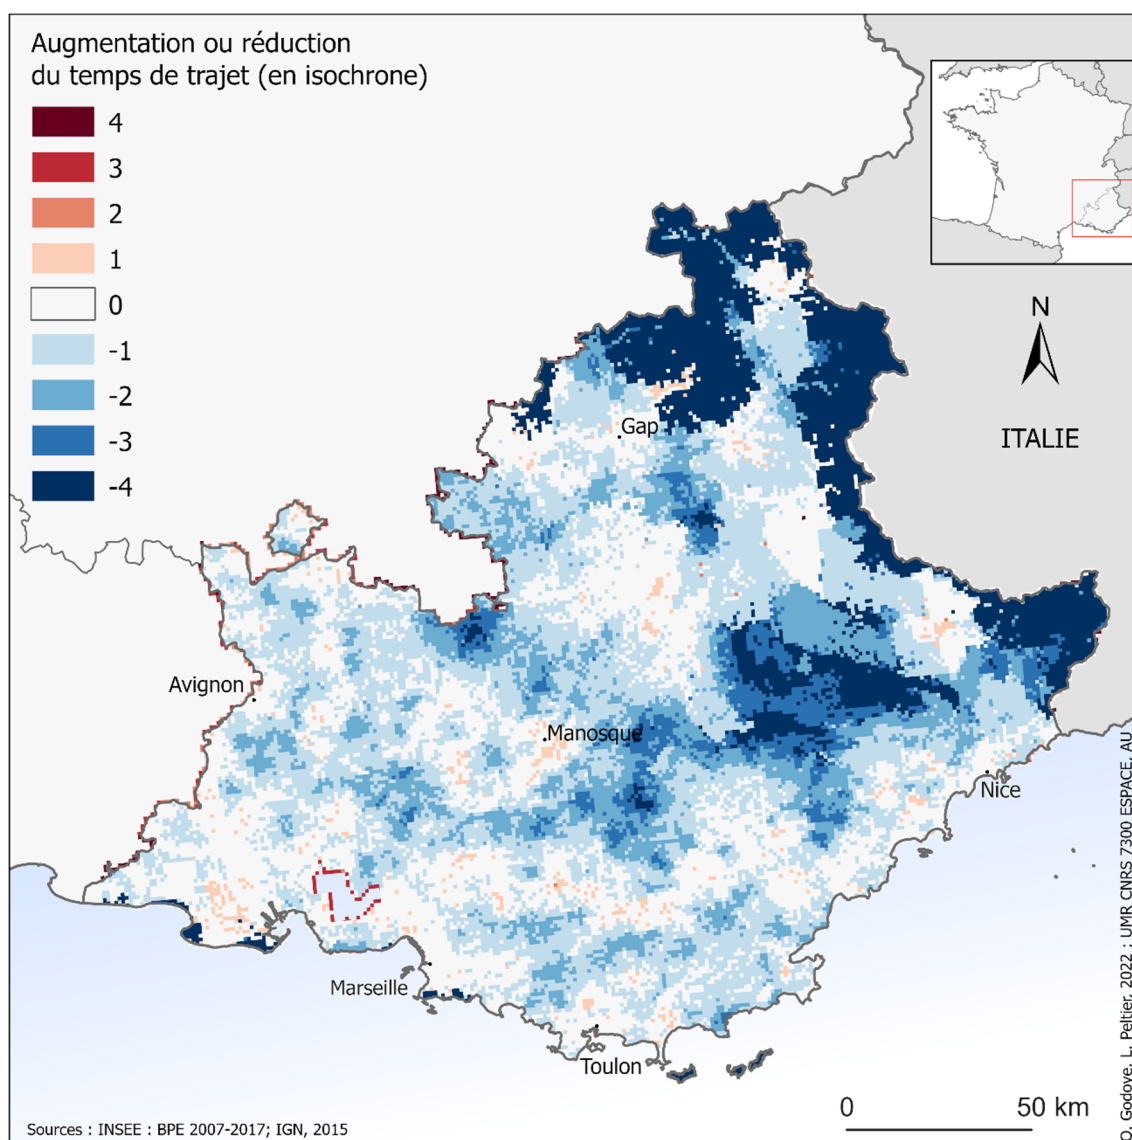 Augmentation ou réduction
du temps de trajet (en isochrone)
4
3
2
1
0
-1
-2
-3
-4
N
ITALIE
Gap
Avignon
Manosque
Nice
Marseille
Toulon
0 50 km
Sources : INSEE : BPE 2007-2017; IGN, 2015
O. Godoye, L. Peltier, 2022 ; UMR CNRS 7300 ESPACE, AU